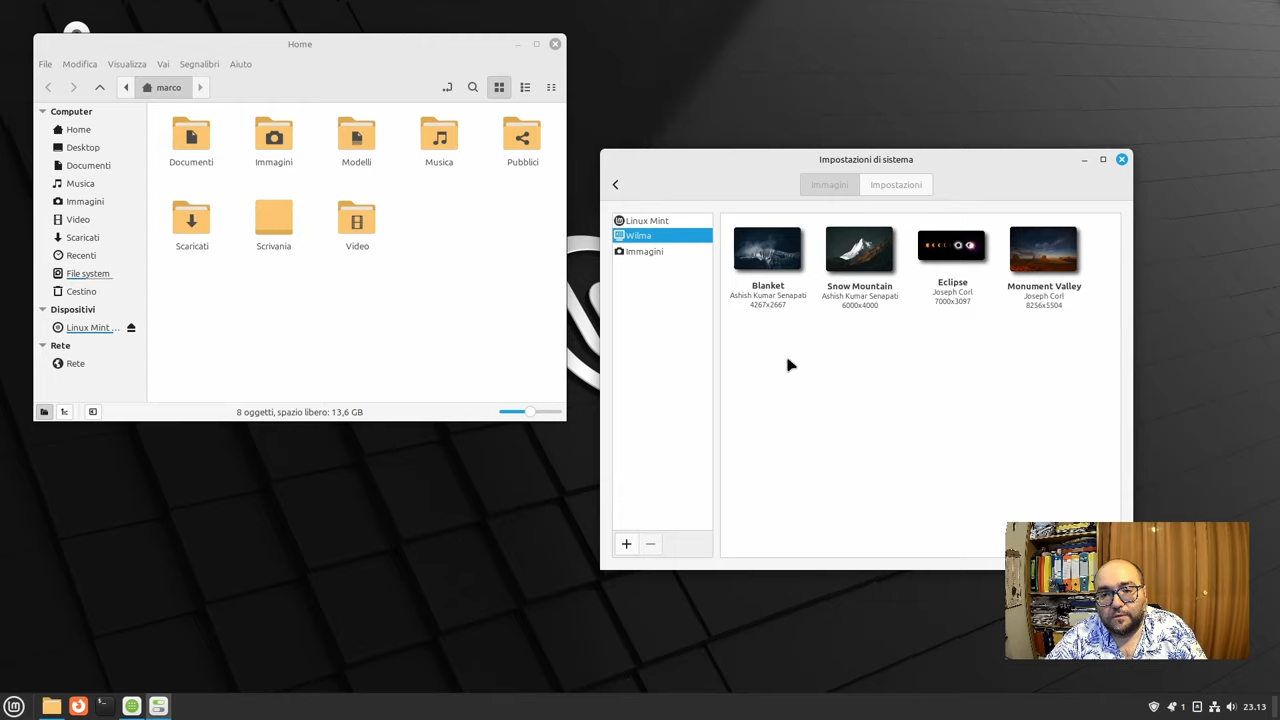 Home
File Modifica Visualizza Vai Segnalibri Aiuto
marco
Computer
Home
Desktop
Documenti
Musica
Immagini
Video
Scaricati
Recenti
File system
Cestino
Dispositivi
Linux Mint ...
Rete
Rete
Documenti Immagini Modelli Musica Pubblici
Scaricati Scrivania Video
8 oggetti, spazio libero: 13,6 GB
Impostazioni di sistema
Immagini Impostazioni
Linux Mint
Wilma
Immagini
Blanket
Ashish Kumar Senapati
4267x2667
Snow Mountain
Ashish Kumar Senapati
6000x4000
Eclipse
Joseph Corl
7000x3097
Monument Valley
Joseph Corl
8256x5504
1
23.13